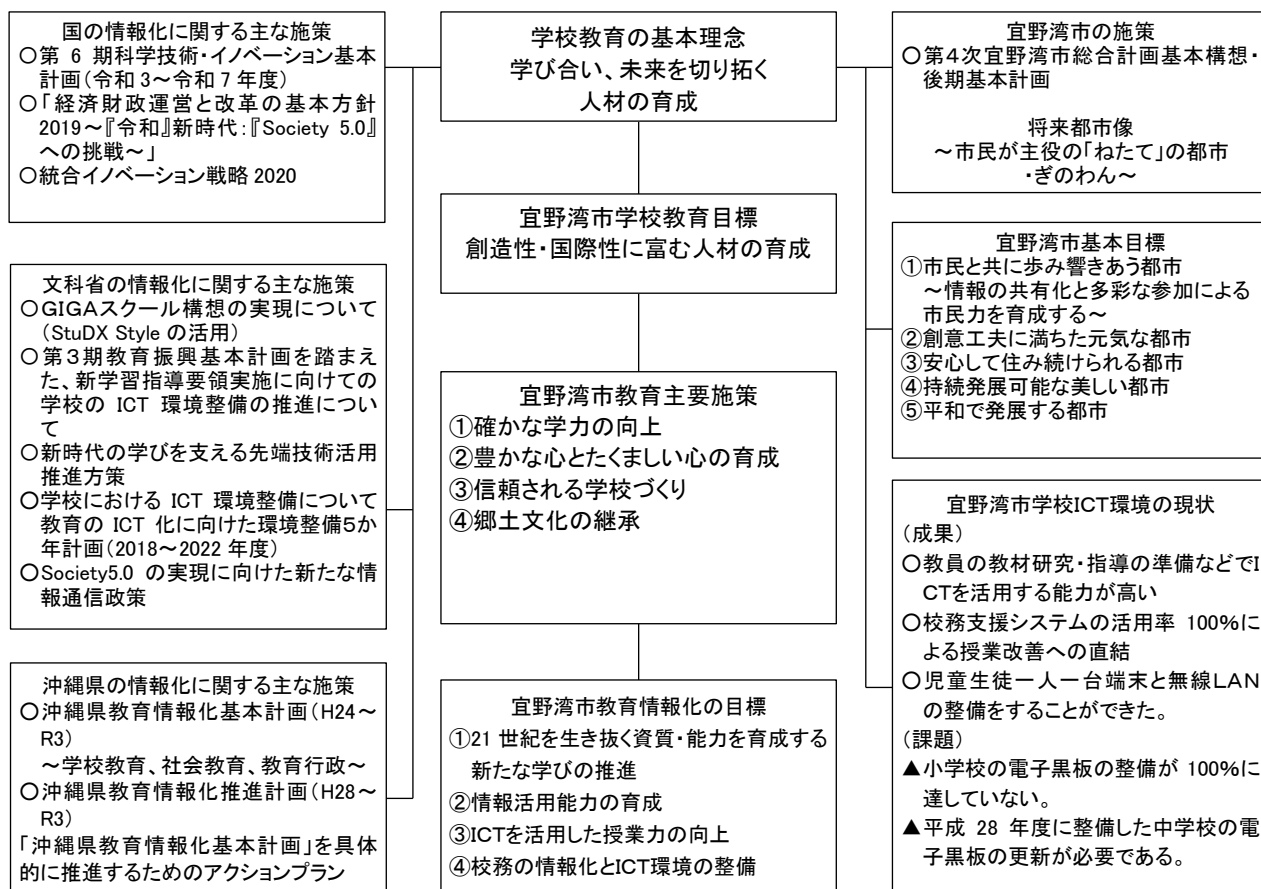 国の情報化に関する主な施策
○第 6 期科学技術・イノベーション基本
計画(令和3～令和7年度)
○「経済財政運営と改革の基本方針
2019～『令和』新時代:『Society 5.0』
への挑戦～」
○統合イノベーション戦略 2020
文科省の情報化に関する主な施策
○GIGAスクール構想の実現について
(StuDX Style の活用)
○第3期教育振興基本計画を踏まえ
た、新学習指導要領実施に向けての
学校の ICT 環境整備の推進につい
て
○新時代の学びを支える先端技術活用
推進方策
○学校における ICT 環境整備について
教育の ICT 化に向けた環境整備5か
年計画(2018～2022 年度)
○Society5.0 の実現に向けた新たな情
報通信政策
沖縄県の情報化に関する主な施策
○沖縄県教育情報化基本計画(H24～
R3)
～学校教育、社会教育、教育行政～
○沖縄県教育情報化推進計画(H28～
R3)
「沖縄県教育情報化基本計画」を具体
的に推進するためのアクションプラン
学校教育の基本理念
学び合い、未来を切り拓く
人材の育成
宜野湾市学校教育目標
創造性・国際性に富む人材の育成
宜野湾市教育主要施策
①確かな学力の向上
②豊かな心とたくましい心の育成
③信頼される学校づくり
④郷土文化の継承
宜野湾市教育情報化の目標
①21 世紀を生き抜く資質・能力を育成する
新たな学びの推進
②情報活用能力の育成
③ICTを活用した授業力の向上
④校務の情報化とICT環境の整備
宜野湾市の施策
○第4次宜野湾市総合計画基本構想・
後期基本計画
将来都市像
～市民が主役の「ねたて」の都市
・ぎのわん～
宜野湾市基本目標
①市民と共に歩み響きあう都市
～情報の共有化と多彩な参加による
市民力を育成する～
②創意工夫に満ちた元気な都市
③安心して住み続けられる都市
④持続発展可能な美しい都市
⑤平和で発展する都市
宜野湾市学校ICT環境の現状
(成果)
○教員の教材研究・指導の準備などでI
CTを活用する能力が高い
○校務支援システムの活用率 100%に
よる授業改善への直結
○児童生徒一人一台端末と無線LAN
の整備をすることができた。
(課題)
▲小学校の電子黒板の整備が 100%に
達していない。
▲平成 28 年度に整備した中学校の電
子黒板の更新が必要である。